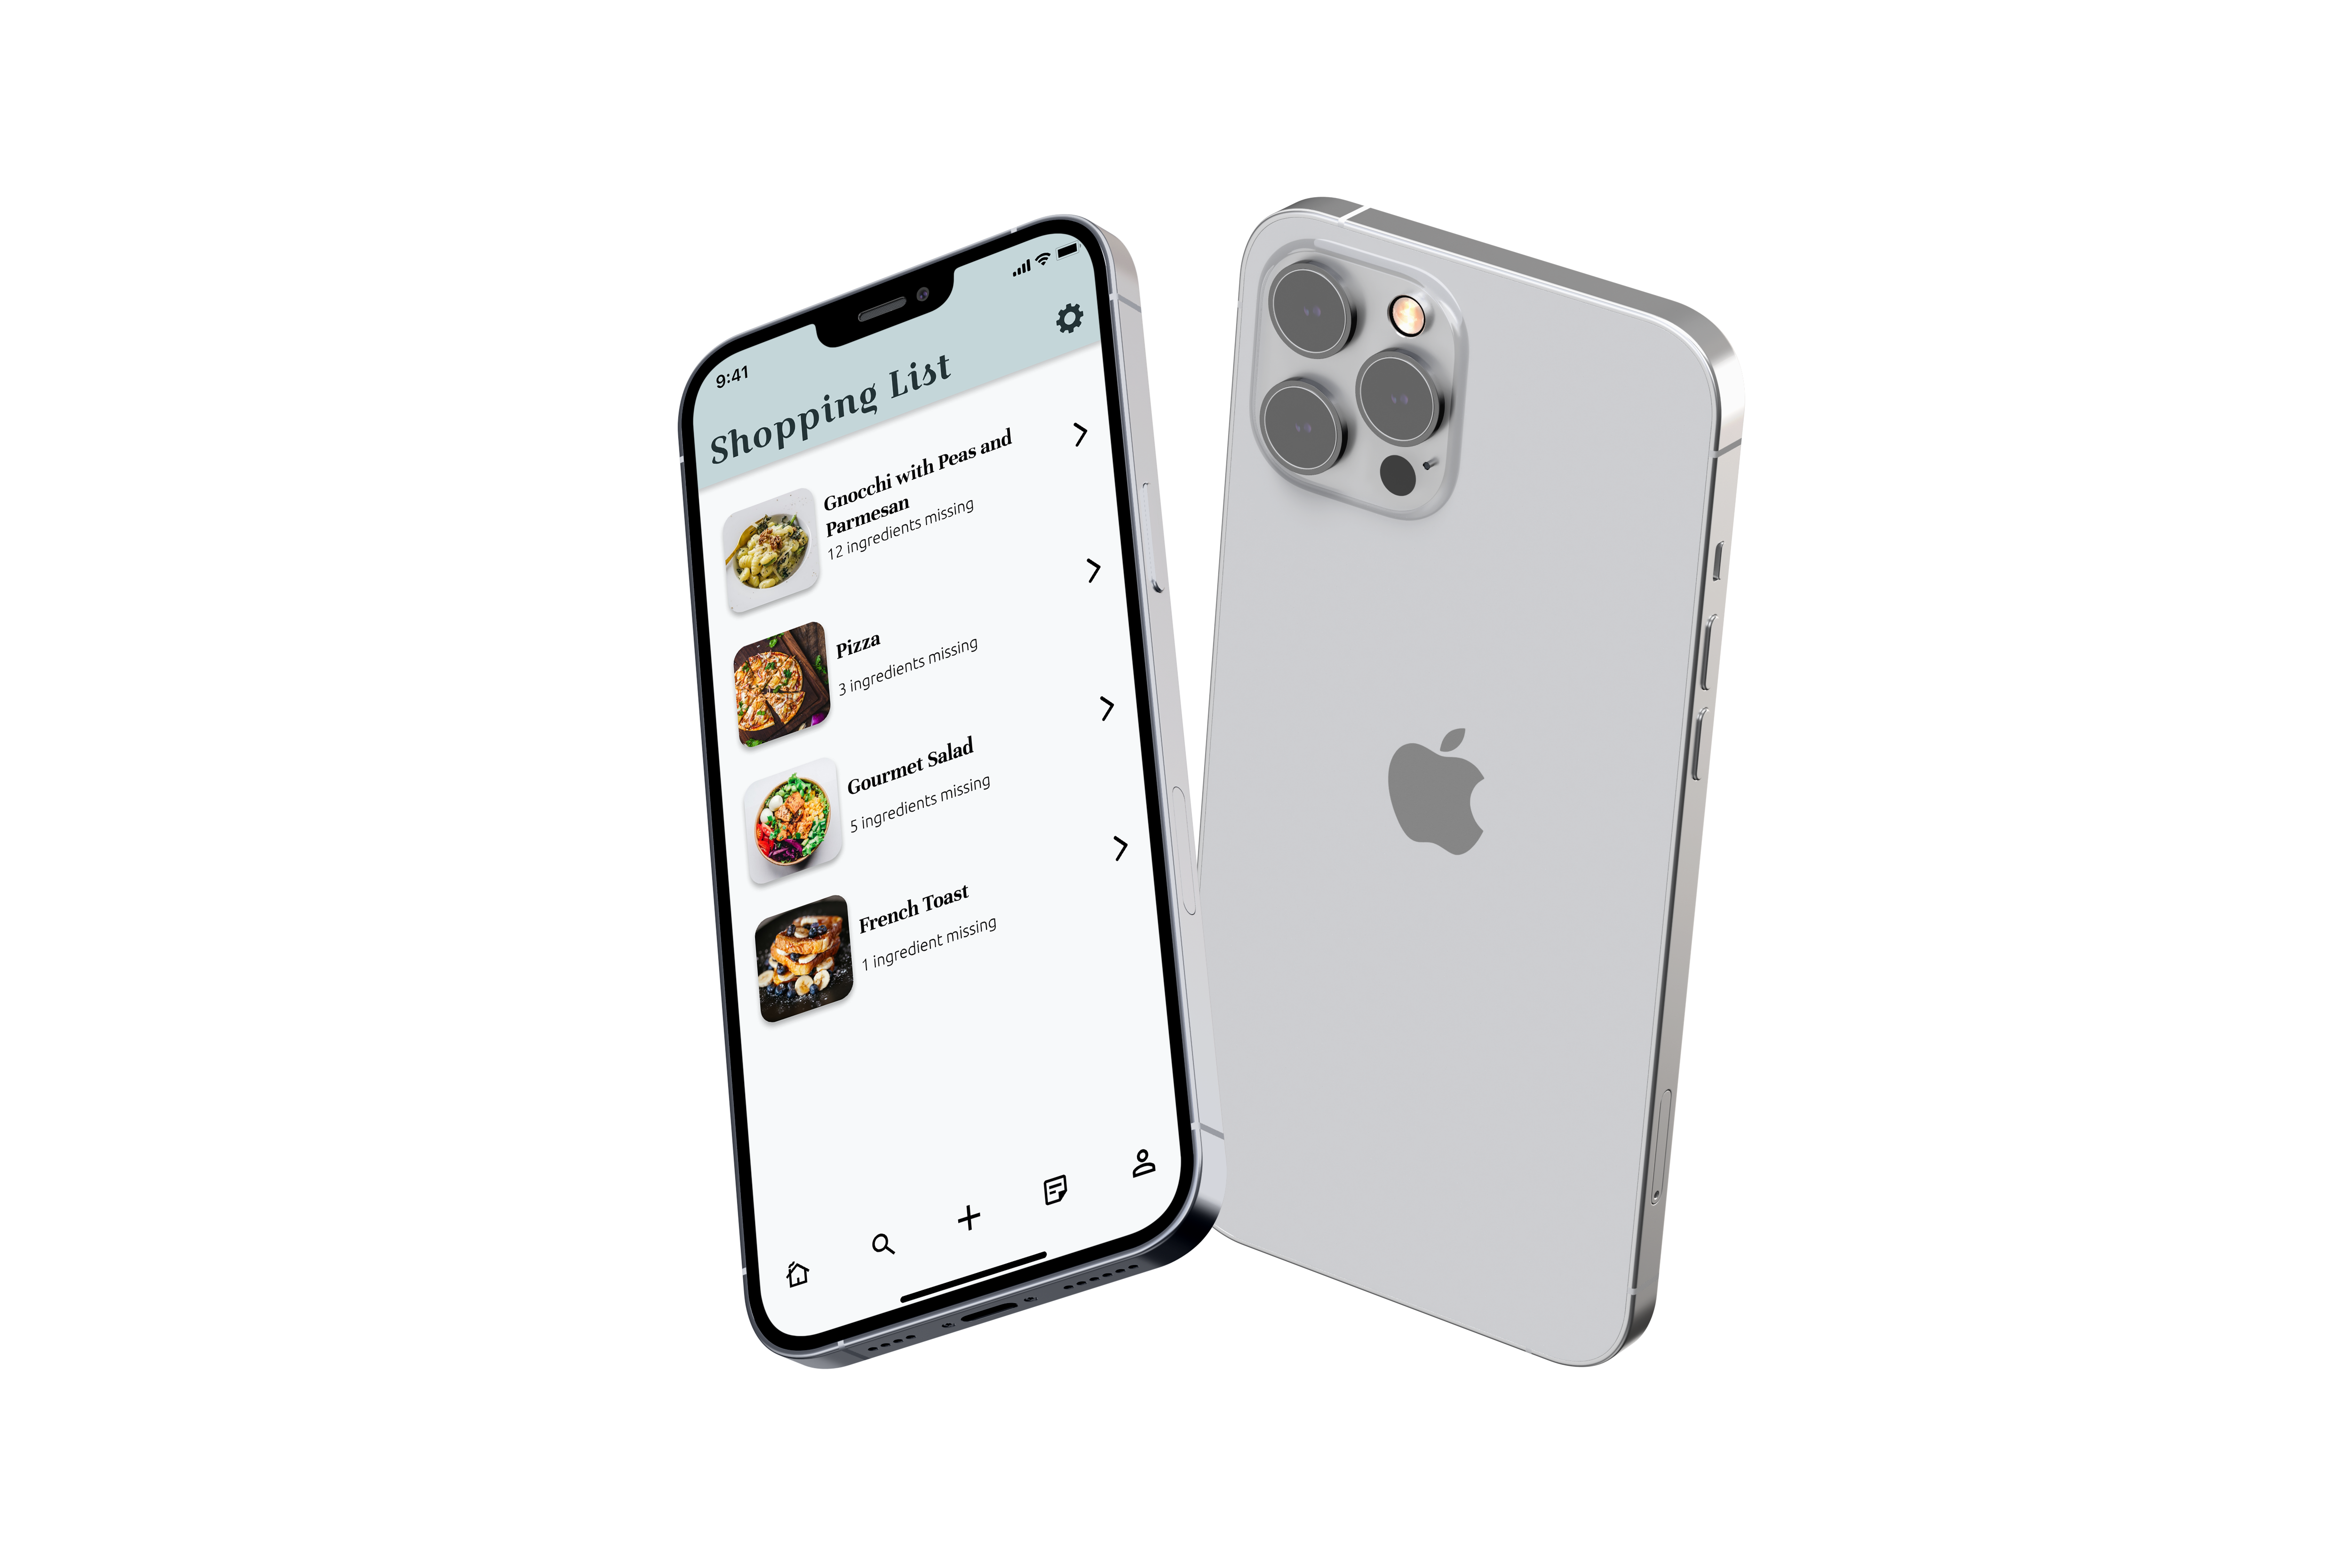 9:41
Shopping List
Gnocchi with Peas and
Parmesan
12 ingredients missing
Pizza
3 ingredients missing
Gourmet Salad
5 ingredients missing
French Toast
1 ingredient missing